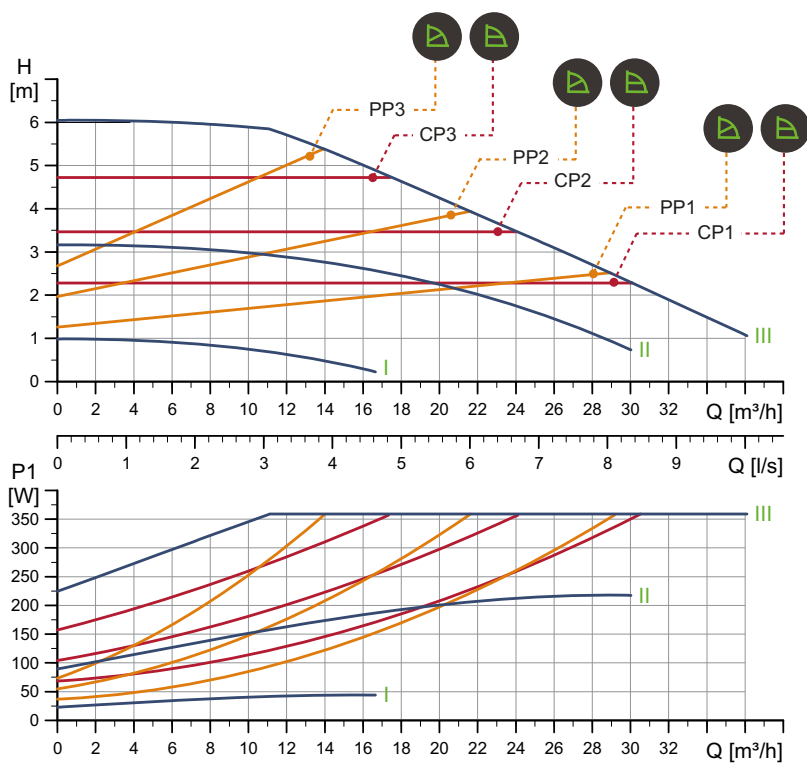 H
[m]
7
6
5
4
3
2
1
0
PP3
CP3
PP2
CP2
PP1
CP1
III
II
I
0 2 4 6 8 10 12 14 16 18 20 22 24 26 28 30 32
Q [m³/h]
0 1 2 3 4 5 6 7 8 9
Q [l/s]
P1
[W]
350
300
250
200
150
100
50
0
III
II
I
0 2 4 6 8 10 12 14 16 18 20 22 24 26 28 30 32
Q [m³/h]